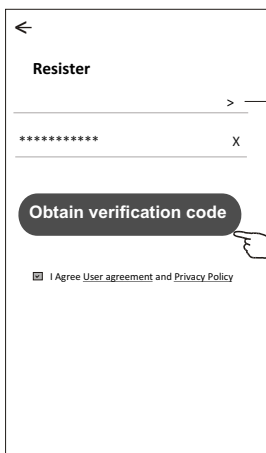 Resister
>
*********** X
Obtain verification code
I Agree User agreement and Privacy Policy